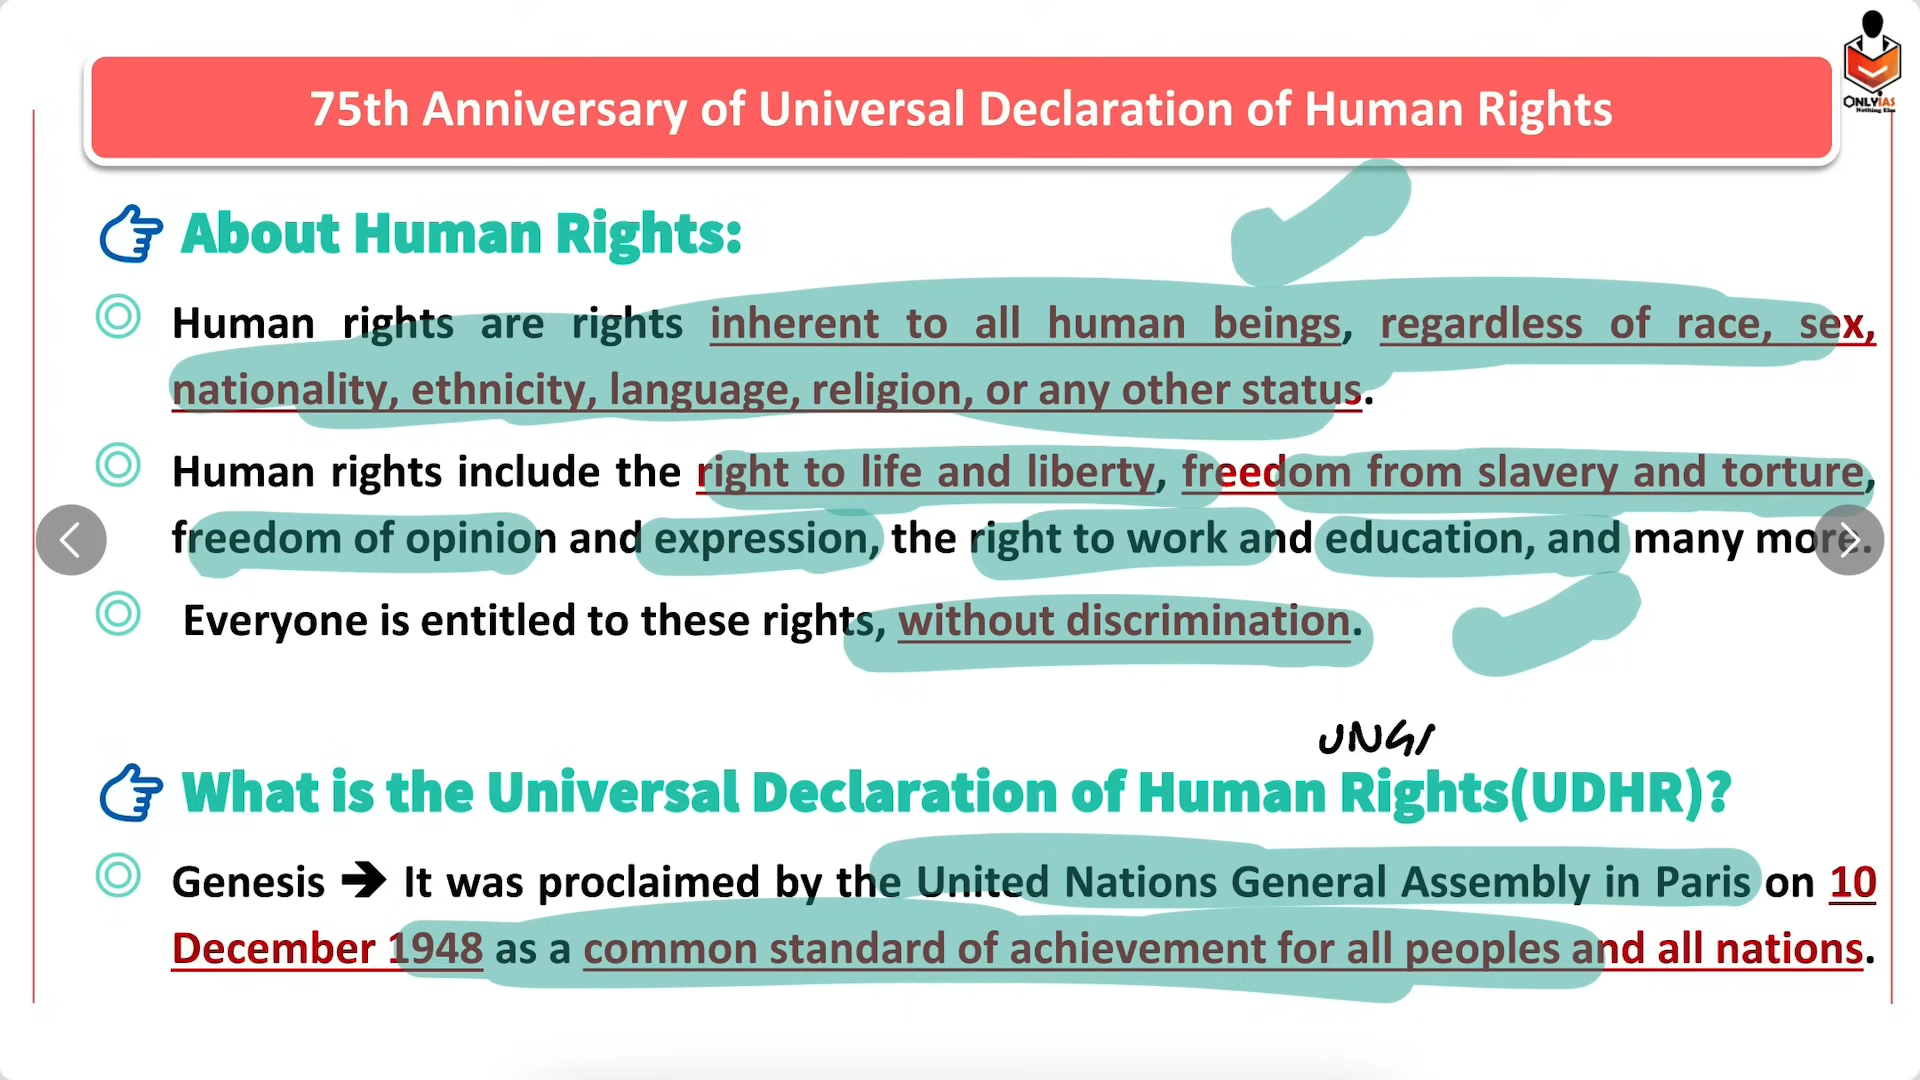 ONLYIAS
Nothing Else
75th Anniversary of Universal Declaration of Human Rights
About Human Rights:
Human rights are rights inherent to all human beings, regardless of race, sex,
nationality, ethnicity, language, religion, or any other status.
Human rights include the right to life and liberty, freedom from slavery and torture,
freedom of opinion and expression, the right to work and education, and many more.
Everyone is entitled to these rights, without discrimination.
UNG
What is the Universal Declaration of Human Rights(UDHR)?
Genesis → It was proclaimed by the United Nations General Assembly in Paris on 10
December 1948 as a common standard of achievement for all peoples and all nations.